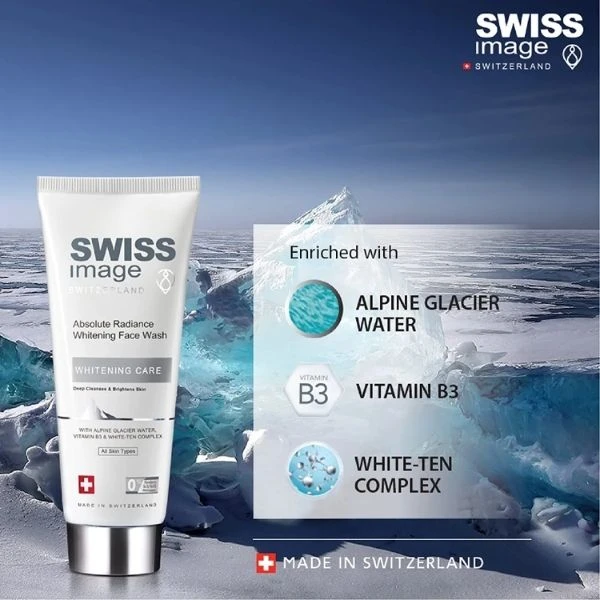 SWISS
image
SWITZERLAND
SWISS
image
SWITZERLAND
Absolute Radiance
Whitening Face Wash
WHITENING CARE
Deep Cleanses & Brightens Skin
WITH ALPINE GLACIER WATER,
VITAMIN B3 & WHITE-TEN COMPLEX
All Skin Types
0%
MADE IN SWITZERLAND
Enriched with
ALPINE GLACIER
WATER
VITAMIN
B3
VITAMIN B3
WHITE-TEN
COMPLEX
MADE IN SWITZERLAND